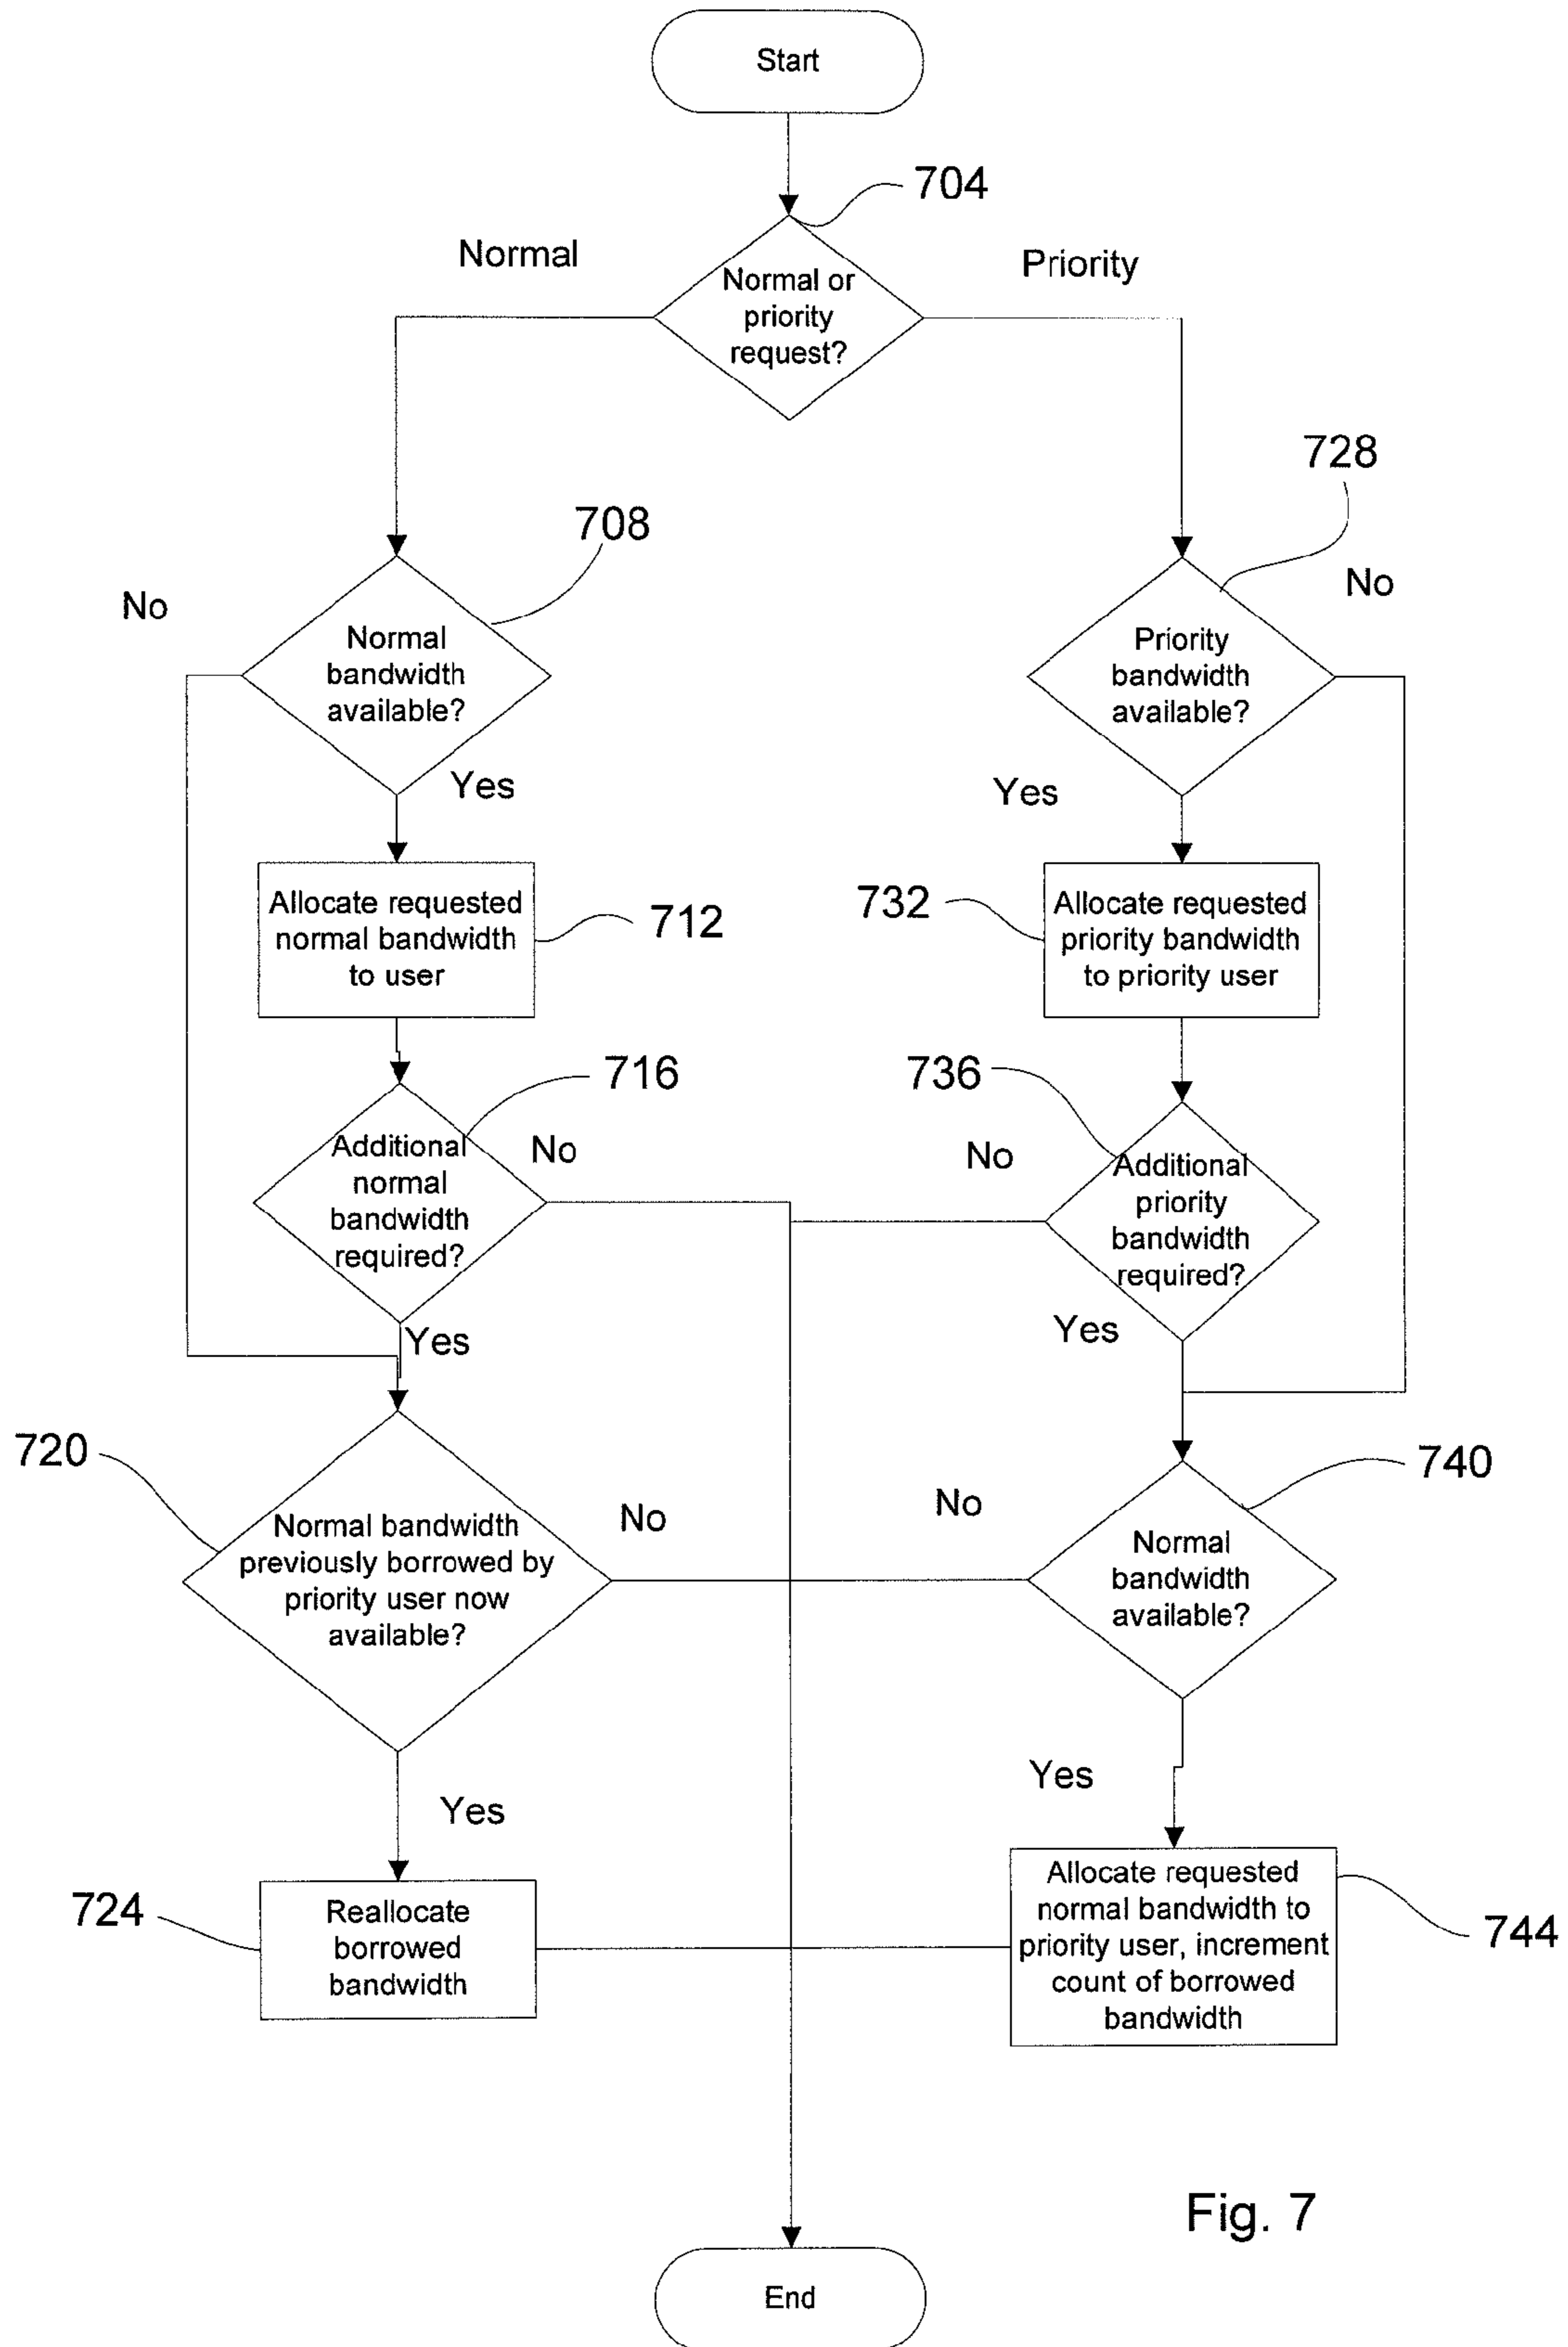 Start
704
Normal
Priority
Normal or
priority
request?
728
708
No
No
Normal
bandwidth
available?
Priority
bandwidth
available?
Yes
Yes
Allocate requested
normal bandwidth
to user
712
732
Allocate requested
priority bandwidth
to priority user
716
736
No
No
Additional
normal
bandwidth
required?
Additional
priority
bandwidth
required?
Yes
Yes
720
740
No
No
Normal bandwidth
previously borrowed by
priority user now
available?
Normal
bandwidth
available?
Yes
Yes
724
Reallocate
borrowed
bandwidth
Allocate requested
normal bandwidth to
priority user, increment
count of borrowed
bandwidth
744
Fig. 7
End